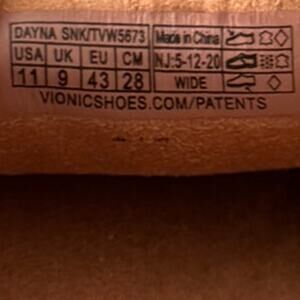 DAYNA SNK/TVW5673 Made in China
USA UK EU CM NJ:5-12-20
11 9 43 28 WIDE
VIONICSHOES.COM/PATENTS